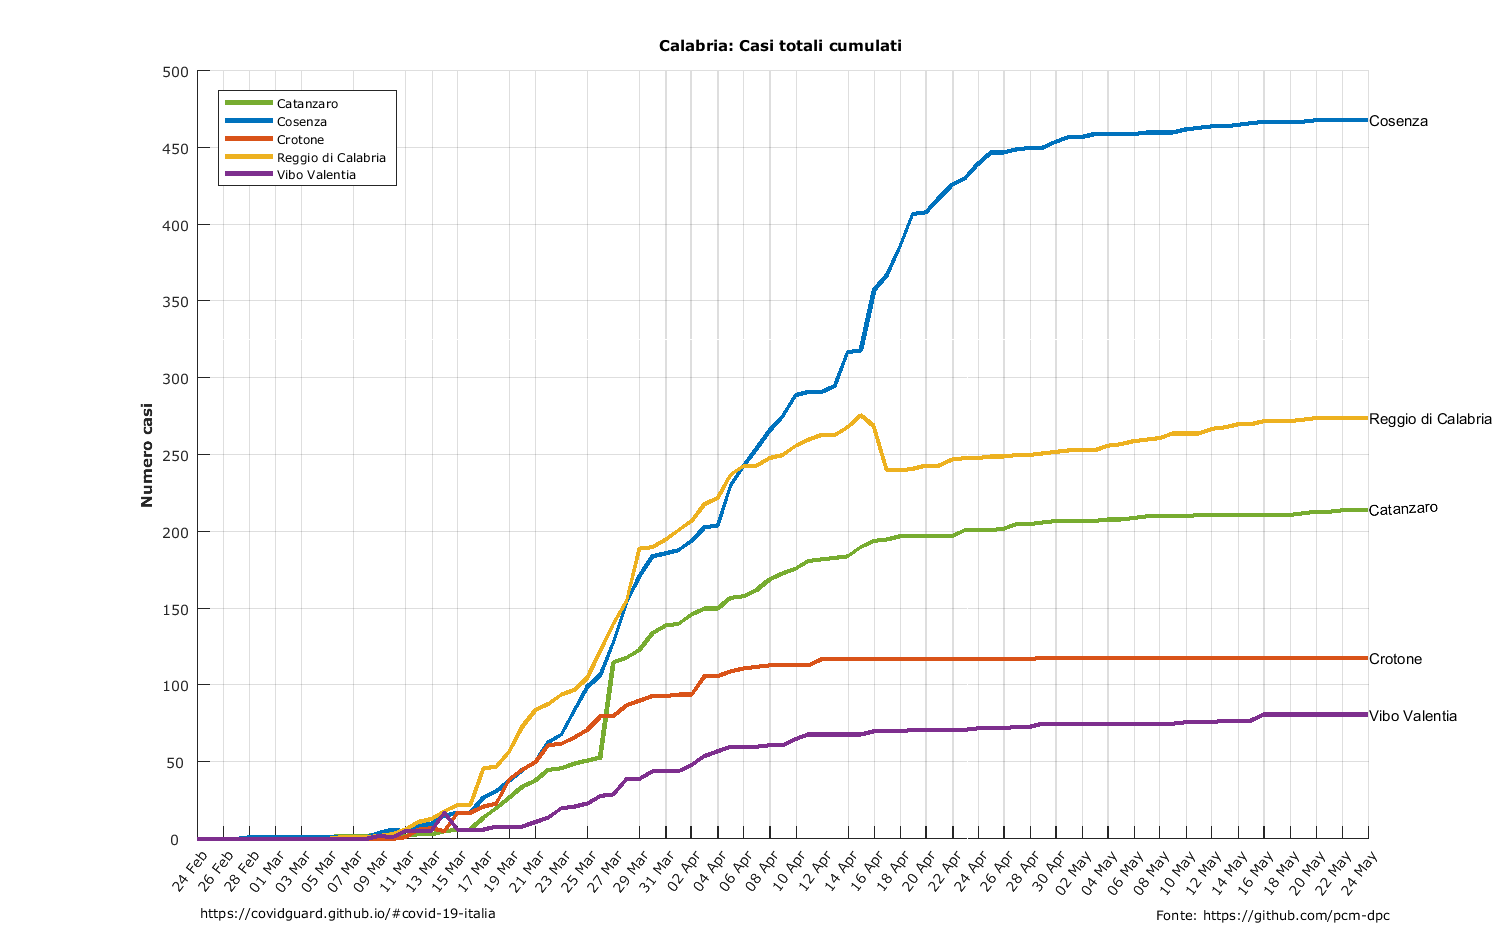 Calabria: Casi totali cumulati
500
450
400
350
300
250
200
150
100
50
0
Numero casi
Catanzaro
Cosenza
Crotone
Reggio di Calabria
Vibo Valentia
Cosenza
Reggio di Calabria
Catanzaro
Crotone
Vibo Valentia
24 Feb
26 Feb
28 Feb
01 Mar
03 Mar
05 Mar
07 Mar
09 Mar
11 Mar
13 Mar
15 Mar
17 Mar
19 Mar
21 Mar
23 Mar
25 Mar
27 Mar
29 Mar
31 Mar
02 Apr
04 Apr
06 Apr
08 Apr
10 Apr
12 Apr
14 Apr
16 Apr
18 Apr
20 Apr
22 Apr
24 Apr
26 Apr
28 Apr
30 Apr
02 May
04 May
06 May
08 May
10 May
12 May
14 May
16 May
18 May
20 May
22 May
24 May
https://covidguard.github.io/#covid-19-italia
Fonte: https://github.com/pcm-dpc